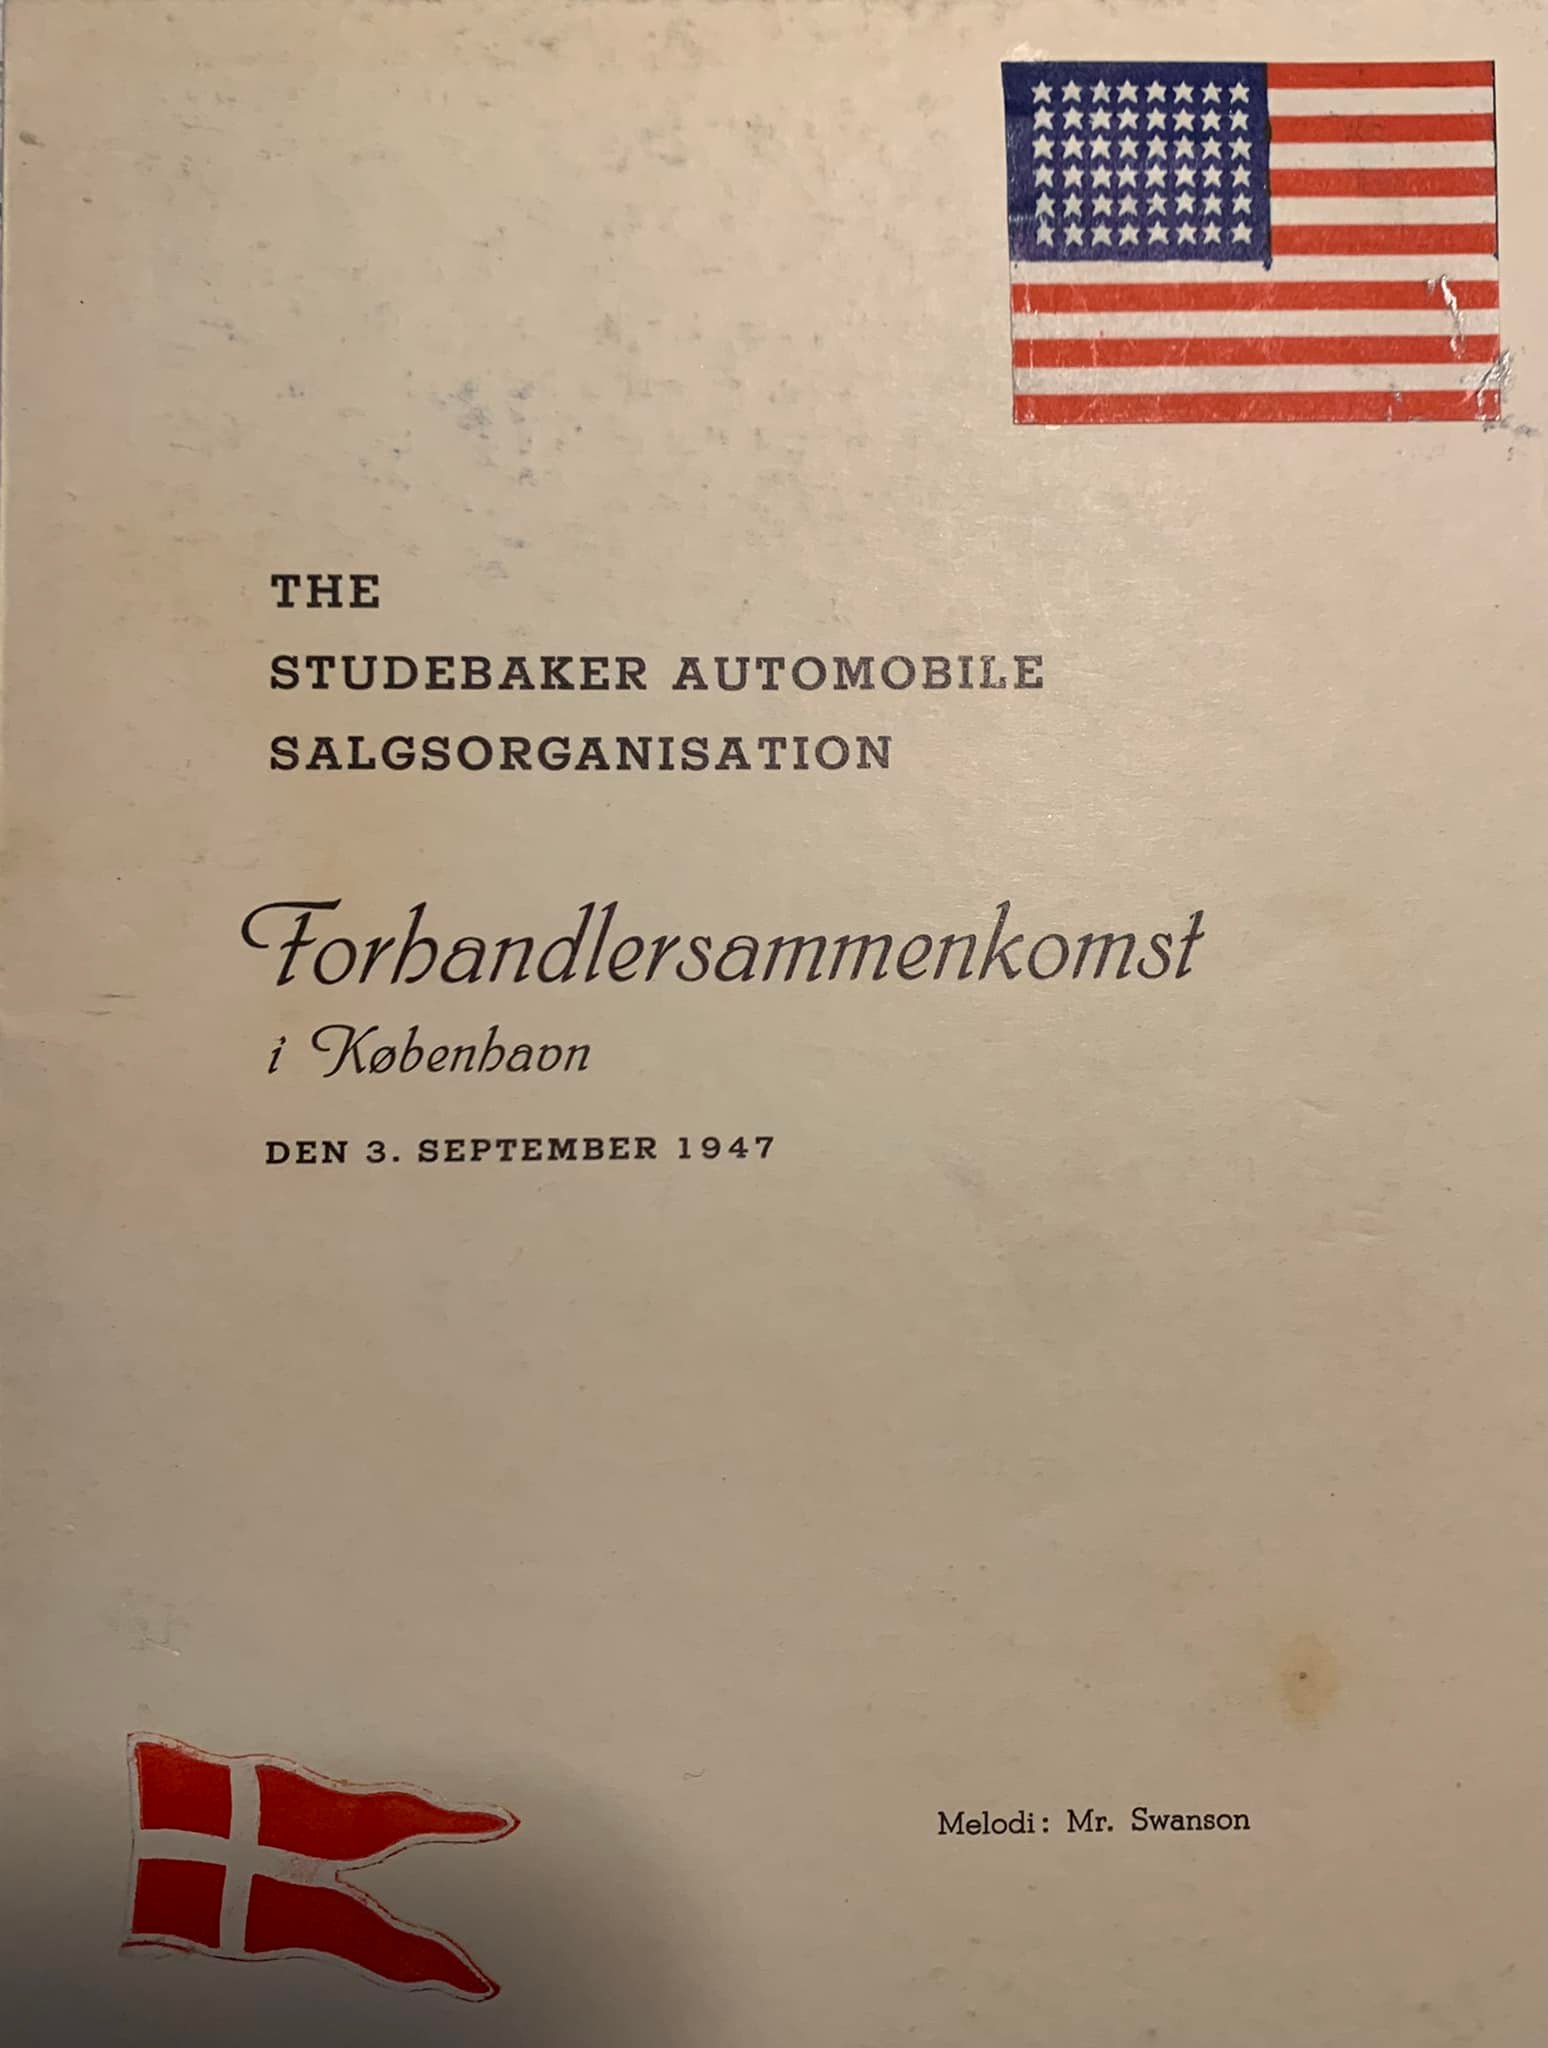 THE
STUDEBAKER AUTOMOBILE
SALGSORGANISATION
Forhandlersammenkomst
i København
DEN 3. SEPTEMBER 1947
Melodi: Mr. Swanson